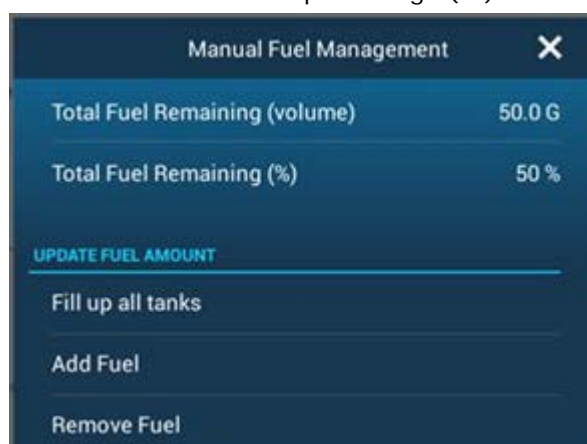 Manual Fuel Management
Total Fuel Remaining (volume) 50.0 G
Total Fuel Remaining (%) 50 %
UPDATE FUEL AMOUNT
Fill up all tanks
Add Fuel
Remove Fuel